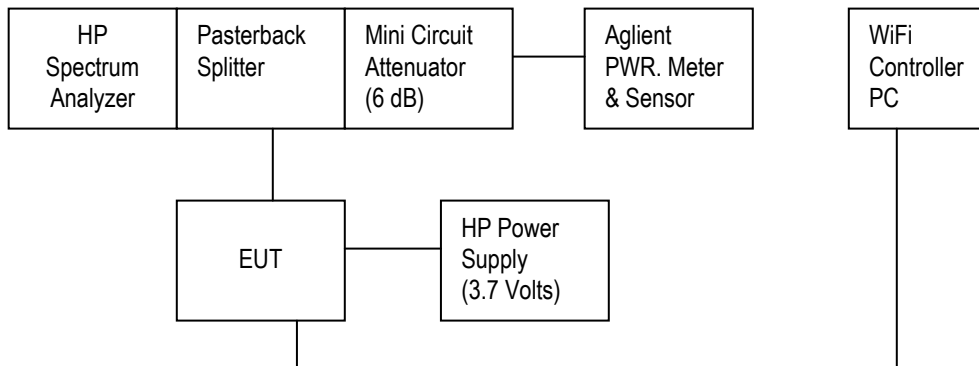 HP
Spectrum
Analyzer
Pasterback
Splitter
Mini Circuit
Attenuator
(6 dB)
Aglient
PWR. Meter
& Sensor
WiFi
Controller
PC
EUT
HP Power
Supply
(3.7 Volts)